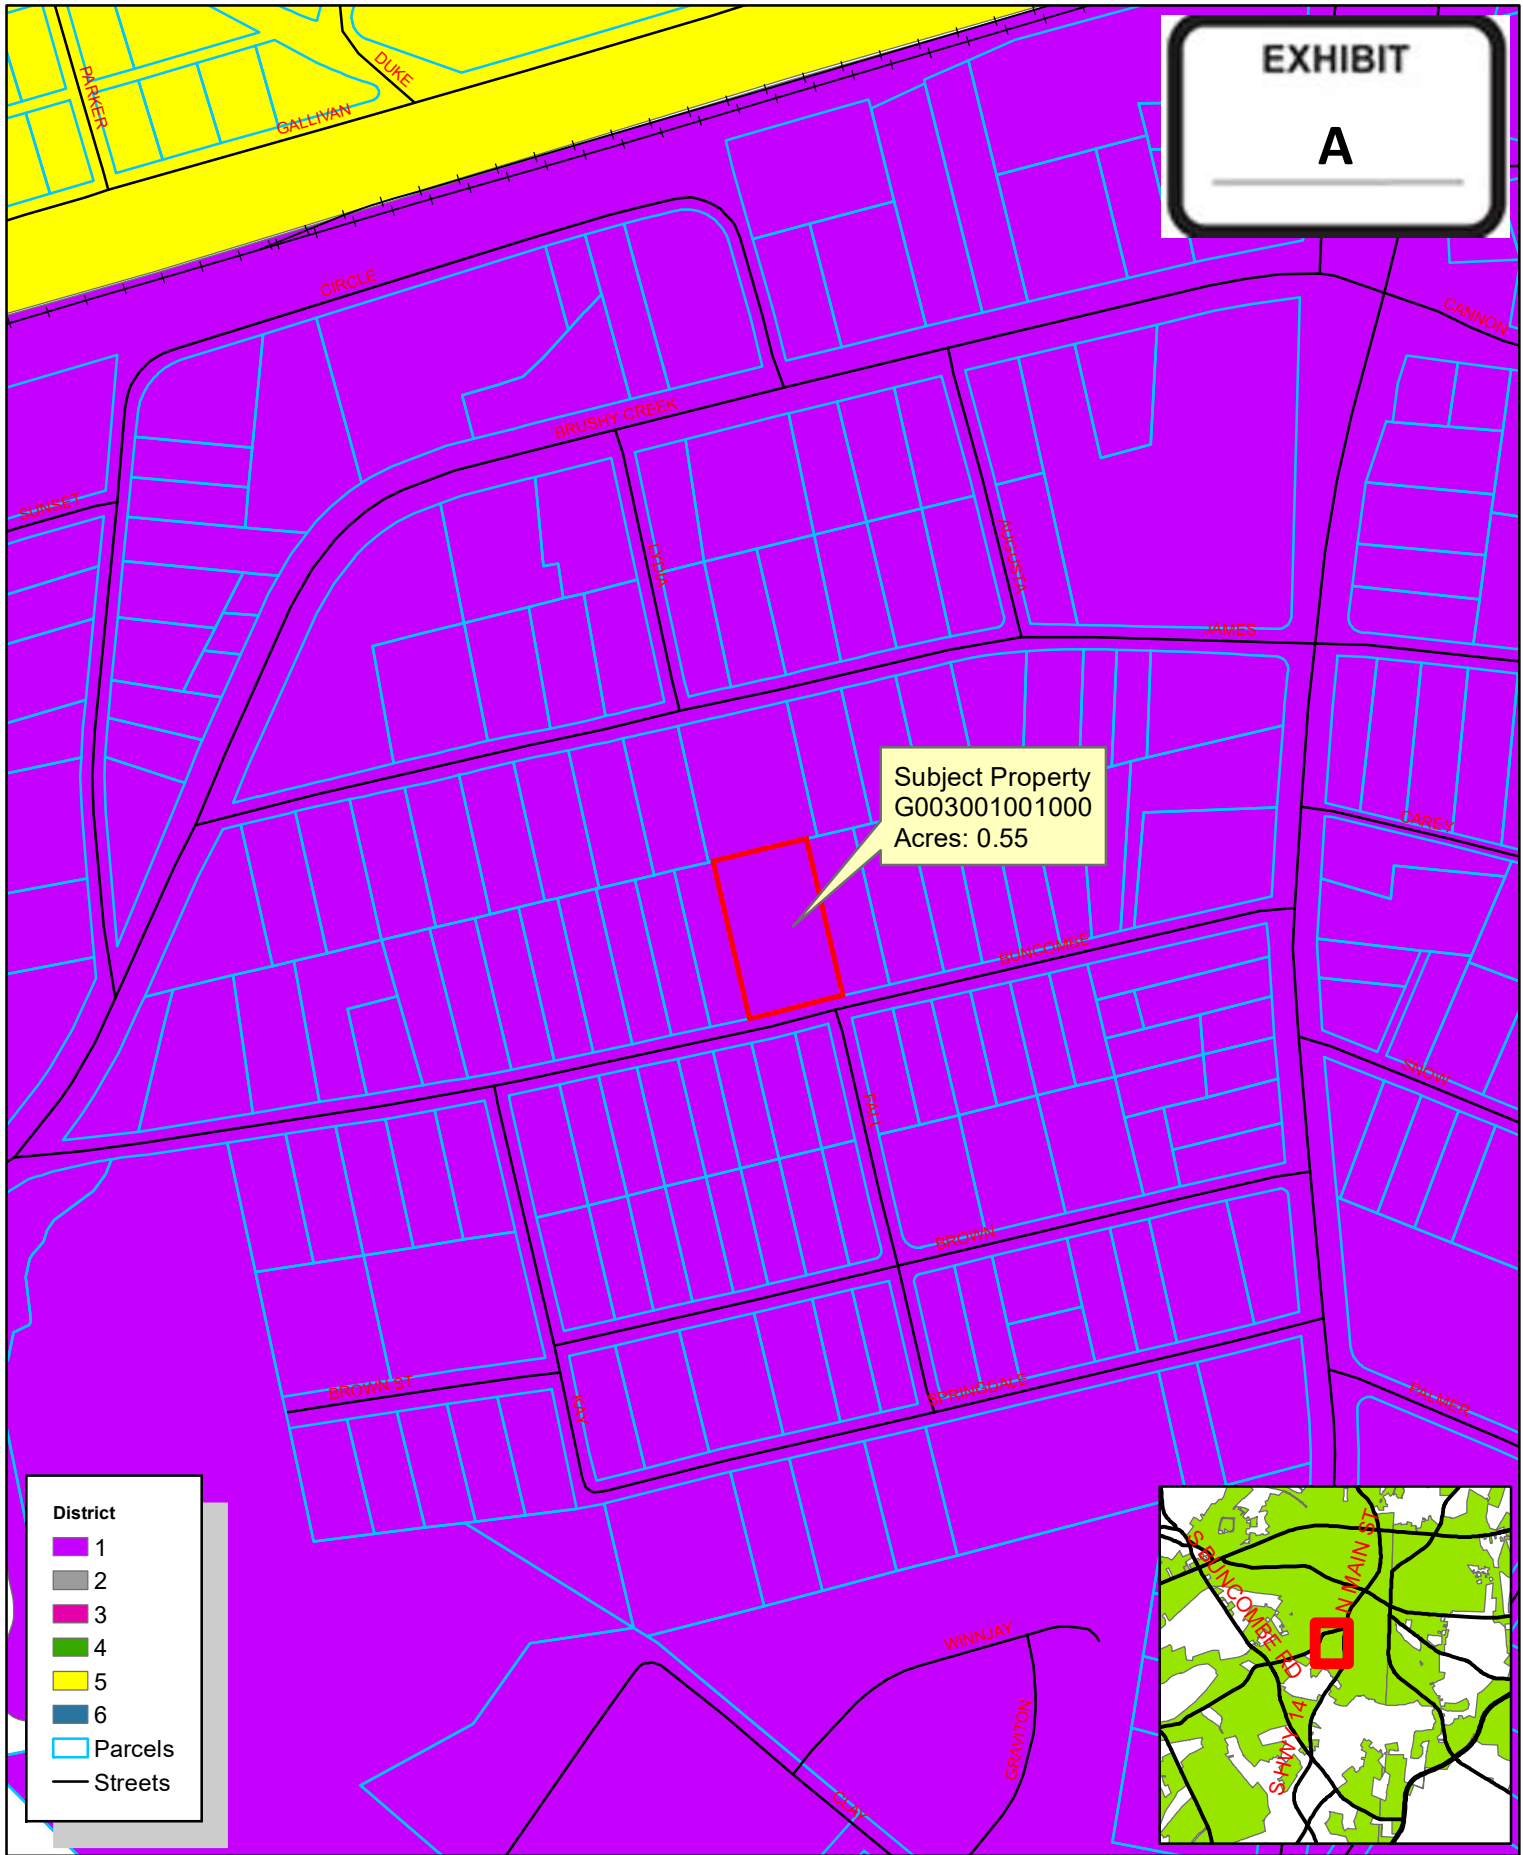 EXHIBIT
A
PARKER
DUKE
GALLIVAN
CIRCLE
CANNON
BRUSHY CREEK
SUNSET
LYDIA
AUGUSTA
JAMES
Subject Property
G003001001000
Acres: 0.55
CAREY
BUNCOMBE
SNOW
FALL
BROWN
BROWN ST
KAY
SPRINGDALE
PALMER
WINNJAY
GRAVITON
CLAY
District
1
2
3
4
5
6
Parcels
Streets
S BUNCOMBE RD
N MAIN ST
S HWY 14